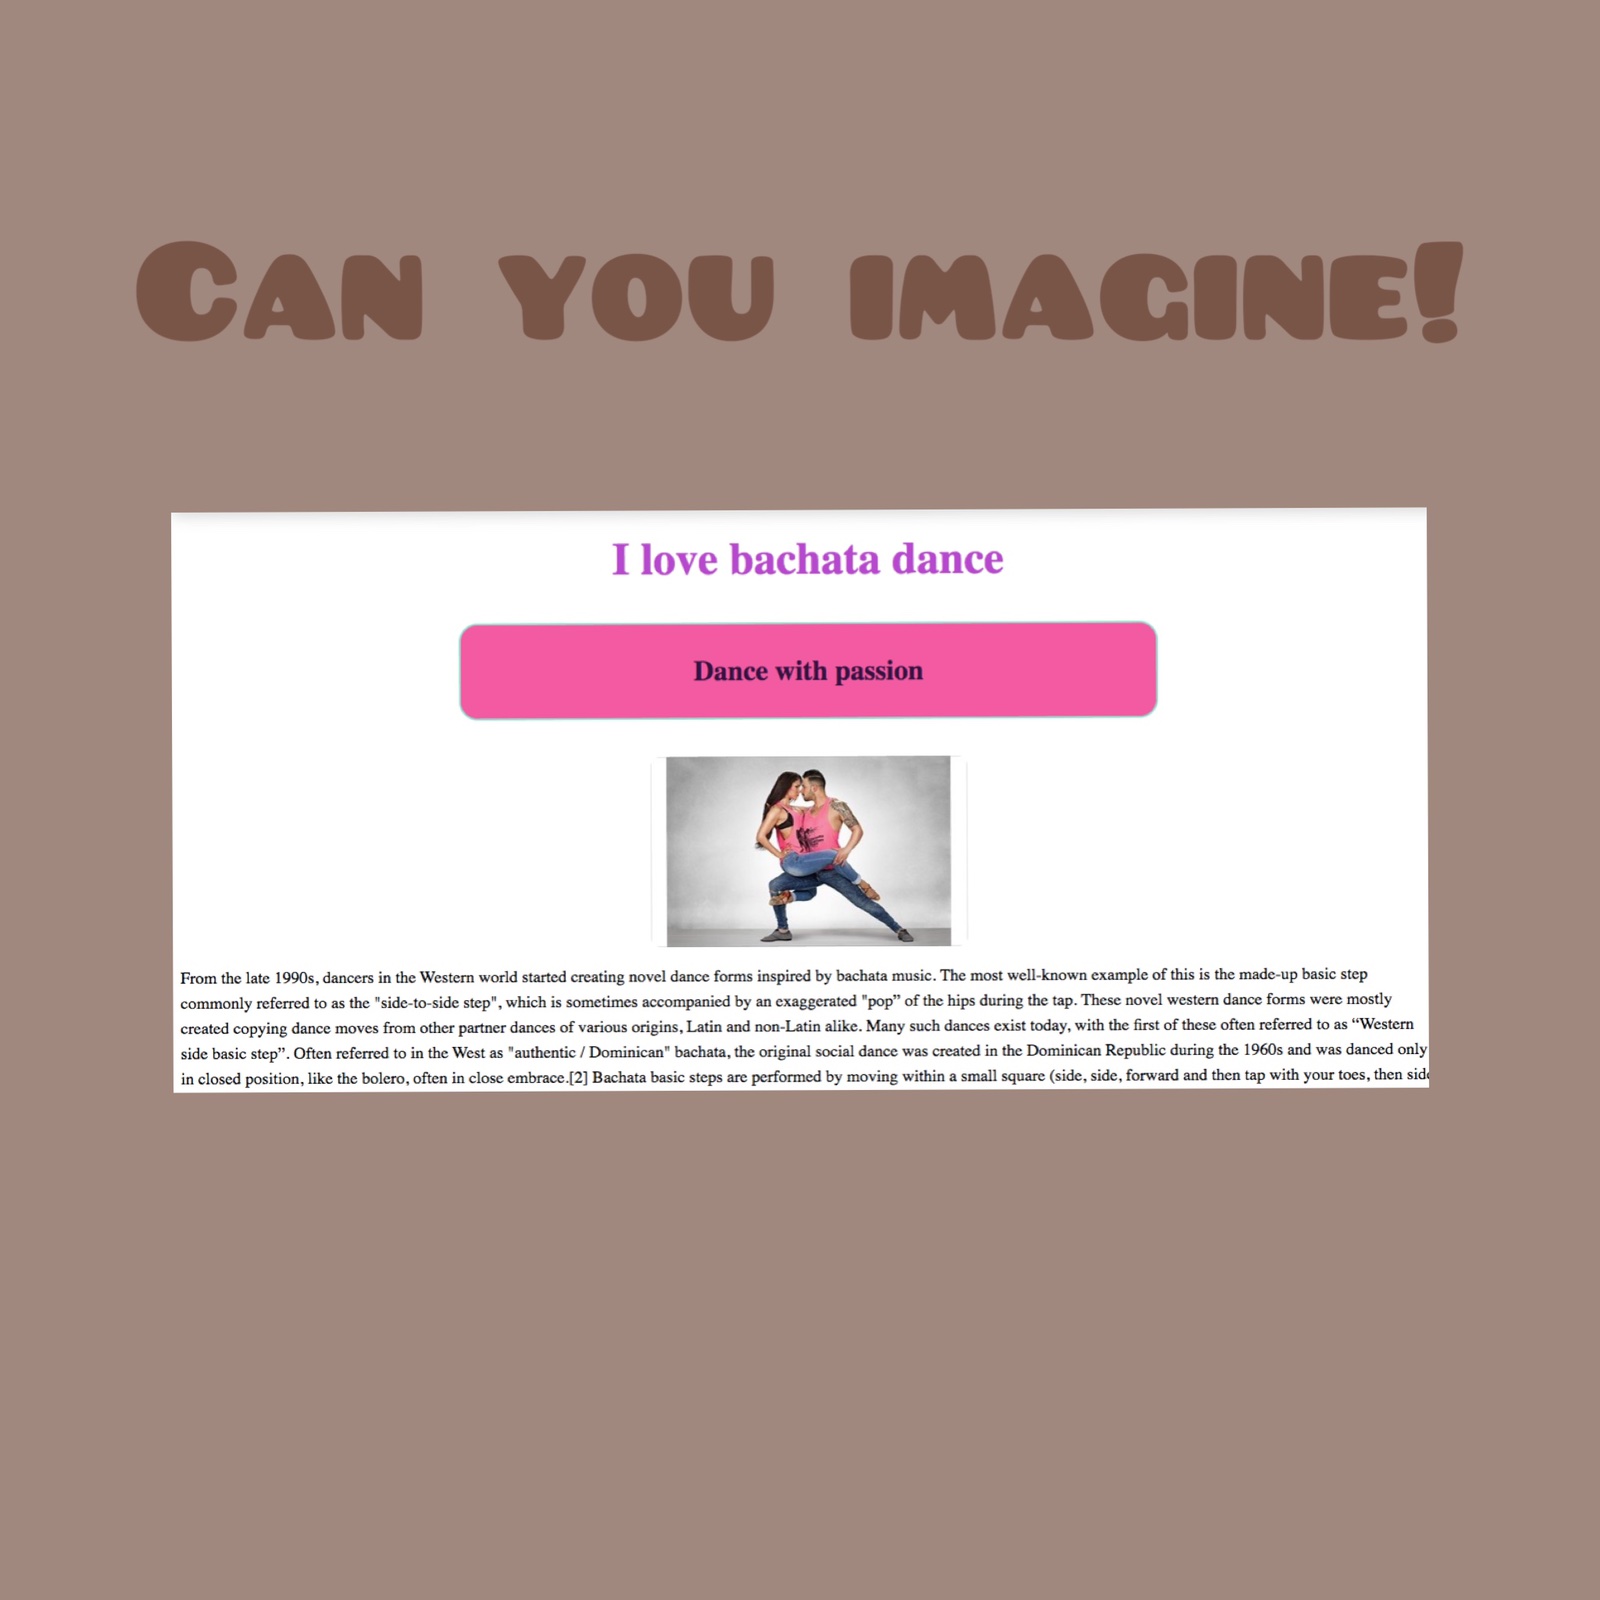 Can you imagine!
I love bachata dance
Dance with passion
From the late 1990s, dancers in the Western world started creating novel dance forms inspired by bachata music. The most well-known example of this is the made-up basic step
commonly referred to as the "side-to-side step", which is sometimes accompanied by an exaggerated "pop” of the hips during the tap. These novel western dance forms were mostly
created copying dance moves from other partner dances of various origins, Latin and non-Latin alike. Many such dances exist today, with the first of these often referred to as “Western
side basic step”. Often referred to in the West as "authentic / Dominican" bachata, the original social dance was created in the Dominican Republic during the 1960s and was danced only
in closed position, like the bolero, often in close embrace.[2] Bachata basic steps are performed by moving within a small square (side, side, forward and then tap with your toes, then